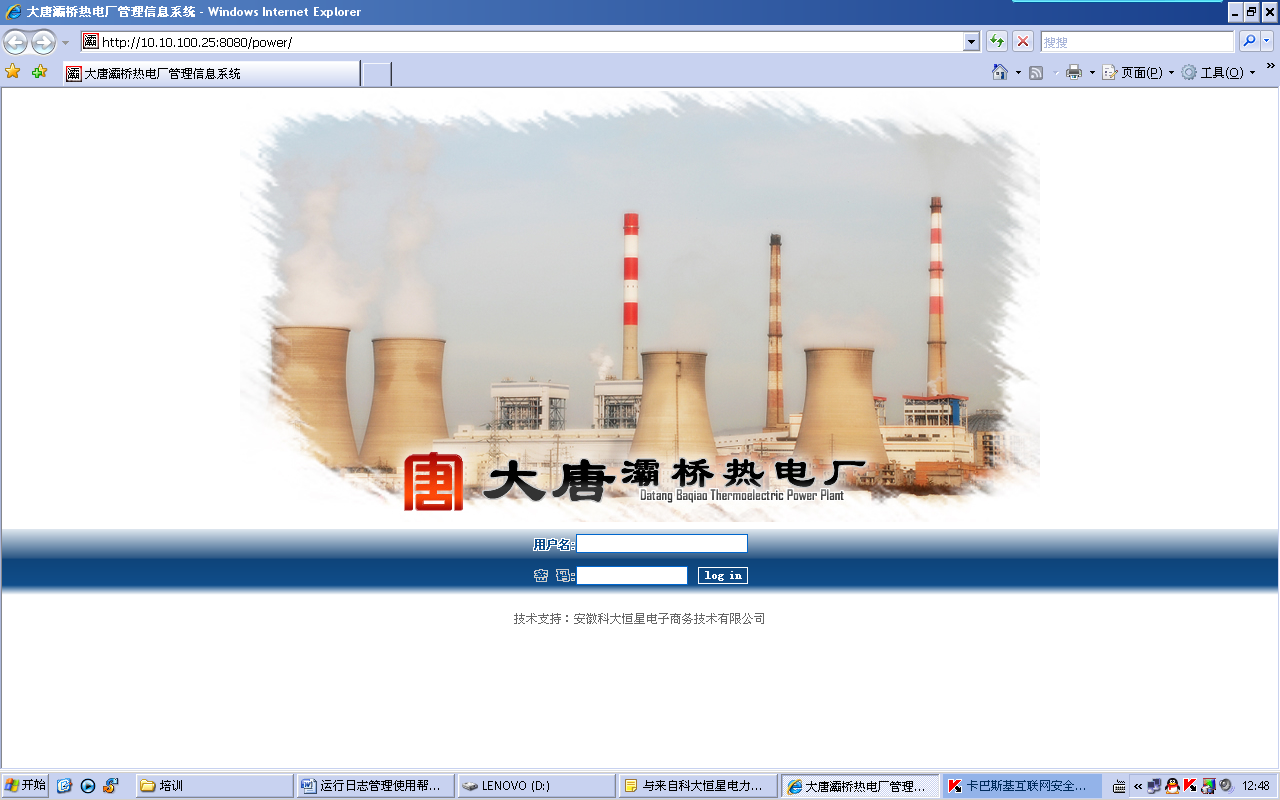 大唐灞桥热电厂管理信息系统 - Windows Internet Explorer
http://10.10.100.25:8080/power/
搜搜
大唐灞桥热电厂管理信息系统
页面(P)
工具(O)
唐 大唐灞桥热电厂
Datang Baqiao Thermoelectric Power Plant
用户名:
密 码:
log in
技术支持：安徽科大恒星电子商务技术有限公司
开始
培训
运行日志管理使用帮...
LENOVO (D:)
与来自科大恒星电力...
大唐灞桥热电厂管理...
卡巴斯基互联网安全...
12:48